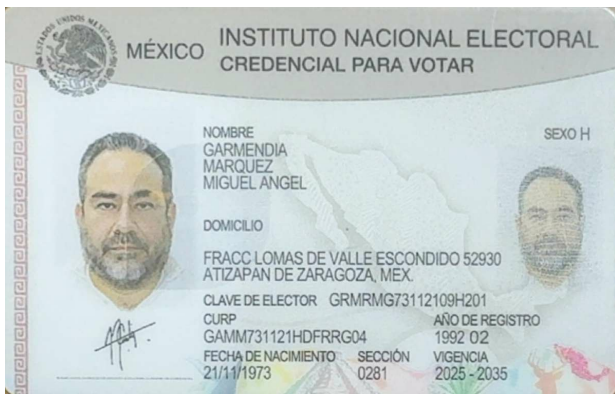 ESTADOS UNIDOS MEXICANOS
MÉXICO
INSTITUTO NACIONAL ELECTORAL
CREDENCIAL PARA VOTAR
NOMBRE
SEXO H
GARMENDIA
MARQUEZ
MIGUEL ANGEL
DOMICILIO
FRACC LOMAS DE VALLE ESCONDIDO 52930
ATIZAPAN DE ZARAGOZA, MEX.
CLAVE DE ELECTOR GRMRMG73112109H201
CURP AÑO DE REGISTRO
GAMM731121HDFRRG04 1992 02
FECHA DE NACIMIENTO SECCIÓN VIGENCIA
21/11/1973 0281 2025 - 2035